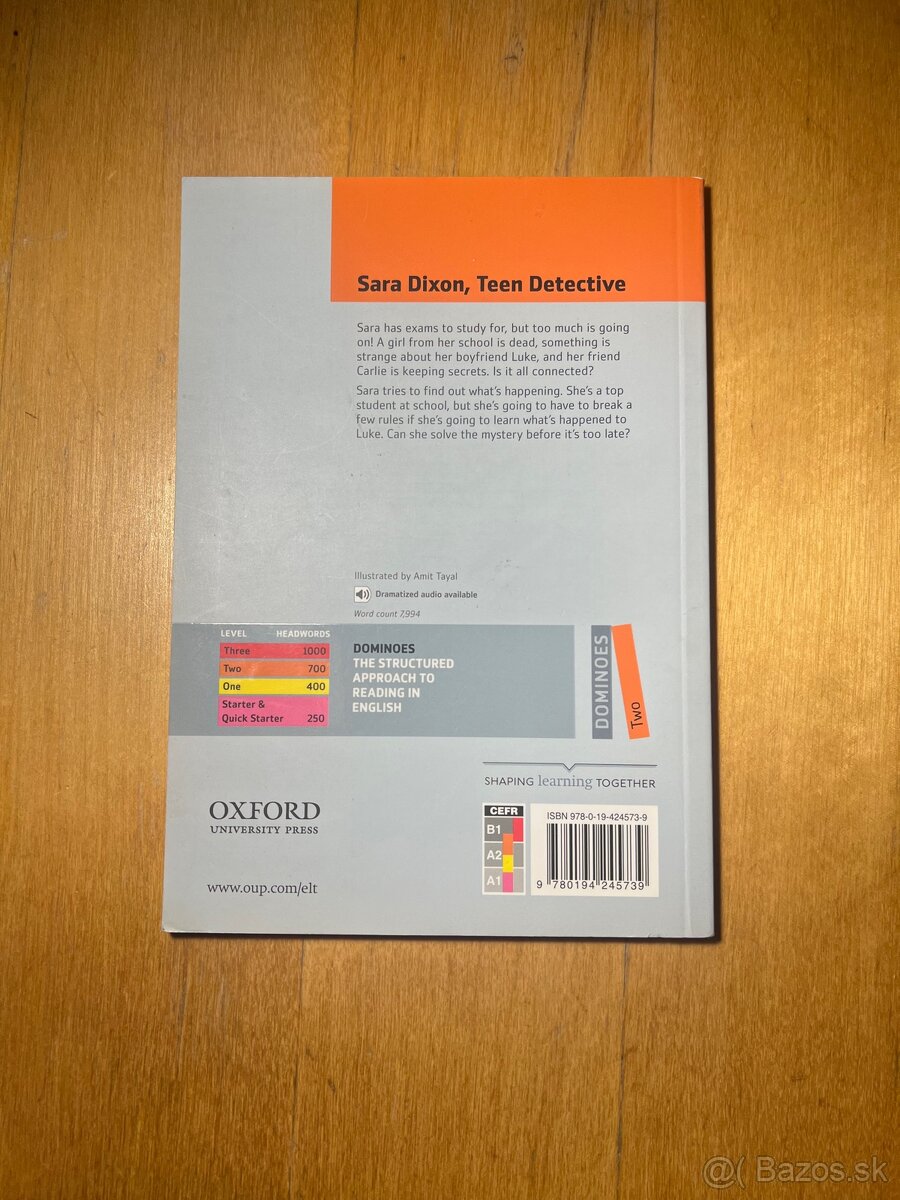 Sara Dixon, Teen Detective
Sara has exams to study for, but too much is going
on! A girl from her school is dead, something is
strange about her boyfriend Luke, and her friend
Carlie is keeping secrets. Is it all connected?
Sara tries to find out what's happening. She's a top
student at school, but she's going to have to break a
few rules if she's going to learn what's happened to
Luke. Can she solve the mystery before it's too late?
Illustrated by Amit Tayal
Dramatized audio available
Word count 7,994
LEVEL HEADWORDS
Three 1000
Two 700
One 400
Starter &
Quick Starter 250
DOMINOES
THE STRUCTURED
APPROACH TO
READING IN
ENGLISH
DOMINOES
Two
SHAPING learning TOGETHER
OXFORD
UNIVERSITY PRESS
www.oup.com/elt
CEFR
B1
A2
A1
ISBN 978-0-19-424573-9
9 780194 245739
@( Bazos.sk